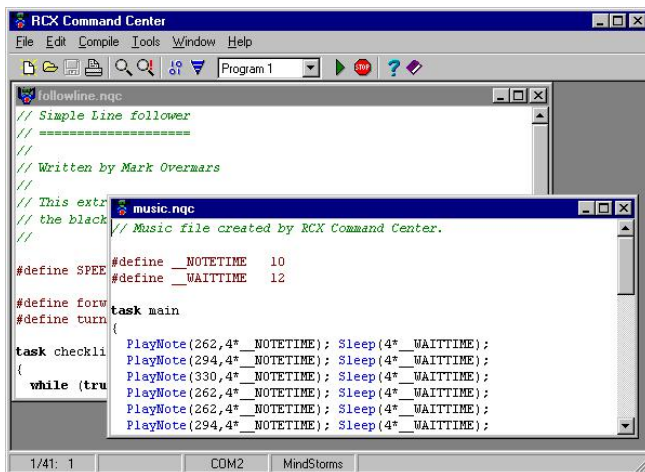 RCX Command Center
File Edit Compile Tools Window Help
Program 1
STOP
followline.nqc
// Simple Line follower
// ====================
//
// Written by Mark Overmars
//
// This extr
// the black
//
#define SPEE
#define forw
#define turn
task checkli
{
while (tru
music.nqc
// Music file created by RCX Command Center.
#define __NOTETIME 10
#define __WAITTIME 12
task main
{
PlayNote(262,4*__NOTETIME); Sleep(4*__WAITTIME);
PlayNote(294,4*__NOTETIME); Sleep(4*__WAITTIME);
PlayNote(330,4*__NOTETIME); Sleep(4*__WAITTIME);
PlayNote(262,4*__NOTETIME); Sleep(4*__WAITTIME);
PlayNote(262,4*__NOTETIME); Sleep(4*__WAITTIME);
PlayNote(294,4*__NOTETIME); Sleep(4*__WAITTIME);
1/41: 1 COM2 MindStorms